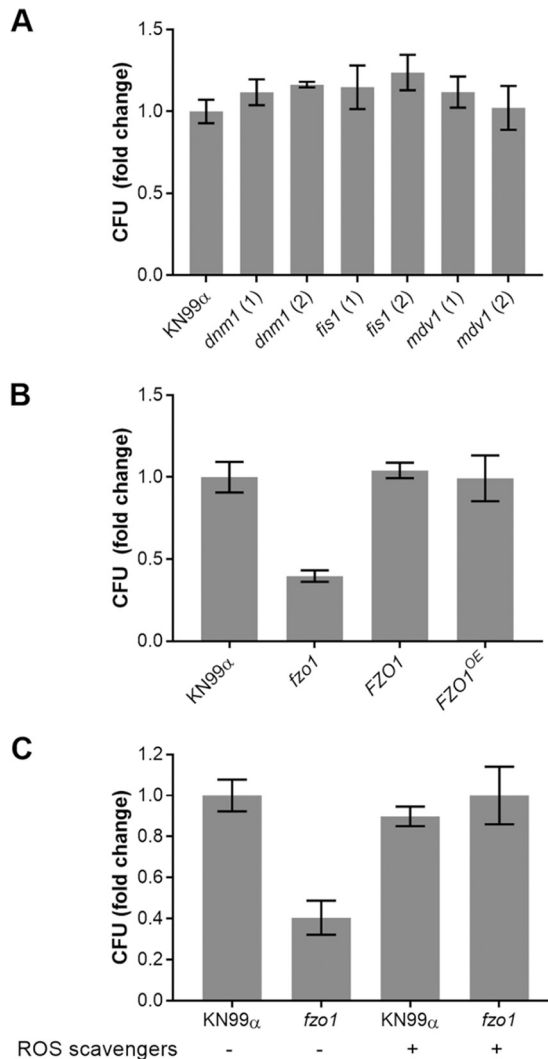 A
CFU (fold change)
1.5
1.0
0.5
0.0
KN99α
dnm1 (1)
dnm1 (2)
fis1 (1)
fis1 (2)
mdv1 (1)
mdv1 (2)
B
CFU (fold change)
1.5
1.0
0.5
0.0
KN99α
fzo1
FZO1
FZO1^OE
C
CFU (fold change)
1.2
1.0
0.8
0.6
0.4
0.2
0.0
KN99α fzo1 KN99α fzo1
ROS scavengers - - + +